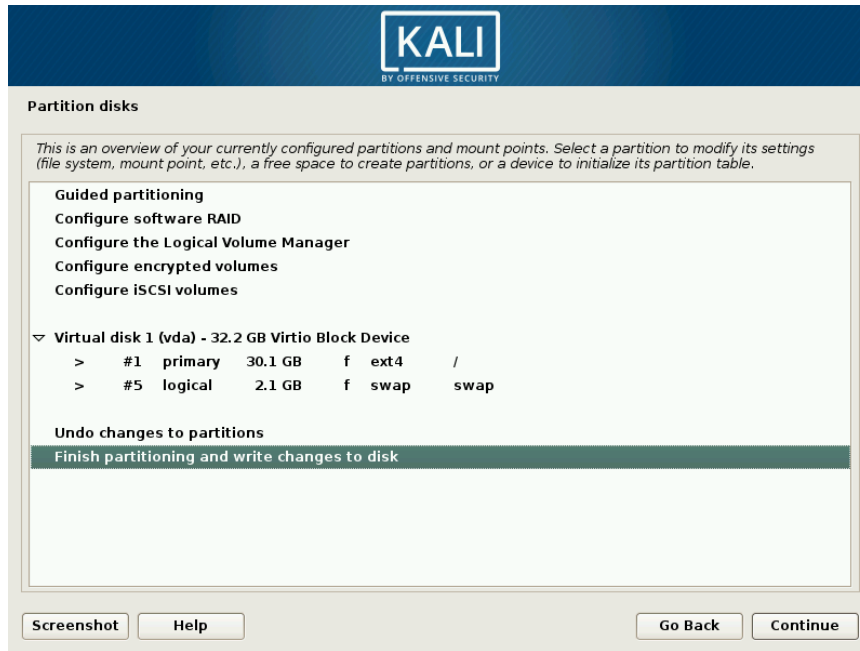 KALI
BY OFFENSIVE SECURITY
Partition disks
This is an overview of your currently configured partitions and mount points. Select a partition to modify its settings
(file system, mount point, etc.), a free space to create partitions, or a device to initialize its partition table.
Guided partitioning
Configure software RAID
Configure the Logical Volume Manager
Configure encrypted volumes
Configure iSCSI volumes
Virtual disk 1 (vda) - 32.2 GB Virtio Block Device
> #1 primary 30.1 GB f ext4 /
> #5 logical 2.1 GB f swap swap
Undo changes to partitions
Finish partitioning and write changes to disk
Screenshot Help Go Back Continue